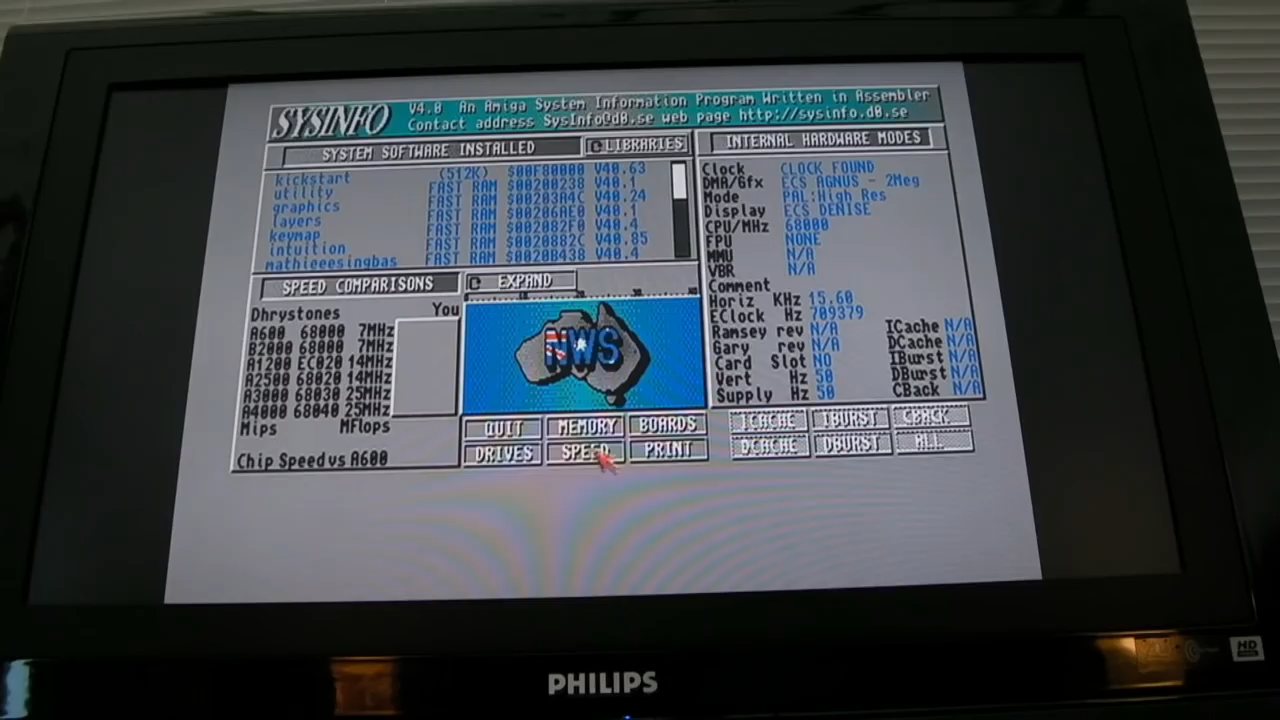 SYSINFO
V4.0 An Amiga System Information Program Written in Assembler
Contact address SysInfo@d0.se web page http://sysinfo.d0.se
SYSTEM SOFTWARE INSTALLED
LIBRARIES
kickstart (512K) $00F80000 V40.63
utility FAST RAM $00200238 V40.1
graphics FAST RAM $00203A4C V40.24
layers FAST RAM $00206AE0 V40.1
keymap FAST RAM $002082F0 V40.4
intuition FAST RAM $0020882C V40.85
mathieeesingbas FAST RAM $0020B438 V40.4
INTERNAL HARDWARE MODES
Clock CLOCK FOUND
DMA/Gfx ECS AGNUS - 2Meg
Mode PAL:High Res
Display ECS DENISE
CPU/MHz 68000
FPU NONE
MMU N/A
VBR N/A
Comment
Horiz KHz 15.60
EClock Hz 709379
Ramsey rev N/A
Gary rev N/A
Card Slot NO
Vert Hz 50
Supply Hz 50
ICache N/A
DCache N/A
IBurst N/A
DBurst N/A
CBack N/A
SPEED COMPARISONS
EXPAND
Dhrystones You
A600 68000 7MHz
B2000 68000 7MHz
A1200 EC020 14MHz
A2500 68020 14MHz
A3000 68030 25MHz
A4000 68040 25MHz
Mips MFlops
Chip Speed vs A600
NWS
QUIT MEMORY BOARDS
DRIVES SPEED PRINT
ICACHE IBURST CBACK
DCACHE DBURST ALL
PHILIPS
HD